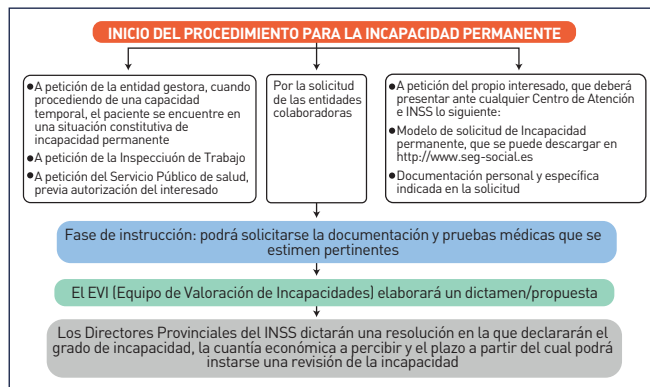 INICIO DEL PROCEDIMIENTO PARA LA INCAPACIDAD PERMANENTE
●A petición de la entidad gestora, cuando
procediendo de una capacidad
temporal, el paciente se encuentre en
una situación constitutiva de
incapacidad permanente
●A petición de la Inspecciuón de Trabajo
●A petición del Servicio Público de salud,
previa autorización del interesado
Por la solicitud
de las entidades
colaboradoras
●A petición del propio interesado, que deberá
presentar ante cualquier Centro de Atención
e INSS lo siguiente:
●Modelo de solicitud de Incapacidad
permanente, que se puede descargar en
http://www.seg-social.es
●Documentación personal y específica
indicada en la solicitud
Fase de instrucción: podrá solicitarse la documentación y pruebas médicas que se
estimen pertinentes
El EVI (Equipo de Valoración de Incapacidades) elaborará un dictamen/propuesta
Los Directores Provinciales del INSS dictarán una resolución en la que declararán el
grado de incapacidad, la cuantía económica a percibir y el plazo a partir del cual podrá
instarse una revisión de la incapacidad